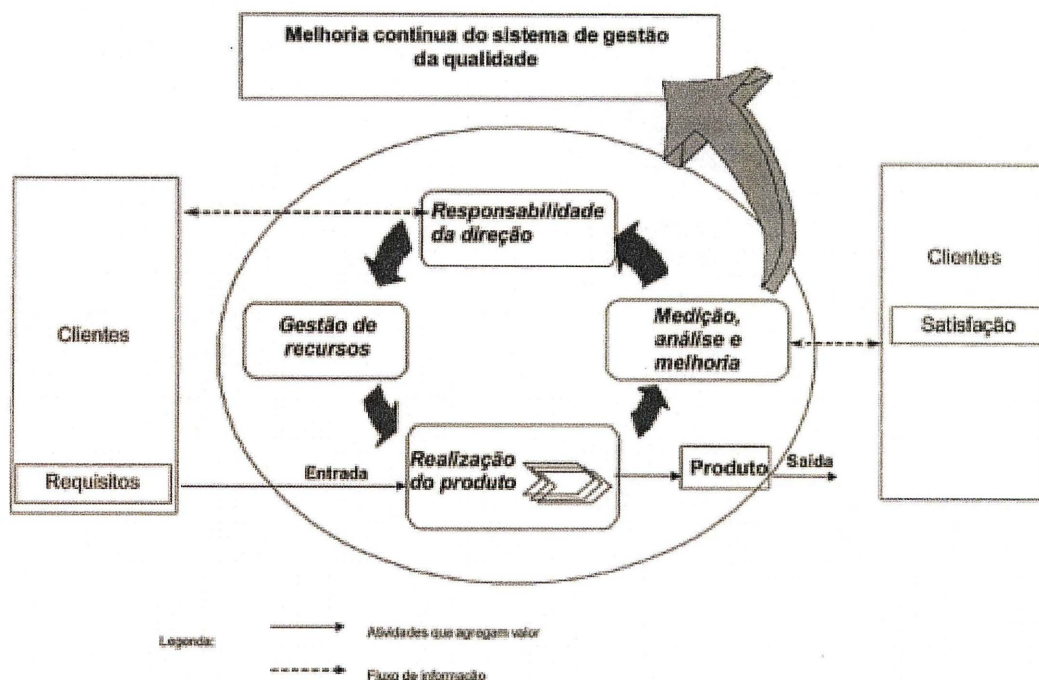 Melhoria contínua do sistema de gestão
da qualidade
Responsabilidade
da direção
Clientes
Gestão de
recursos
Medição,
análise e
melhoria
Clientes
Satisfação
Requisitos
Entrada
Realização
do produto
Produto
Saída
Legenda:
Atividades que agregam valor
Fluxo de informação